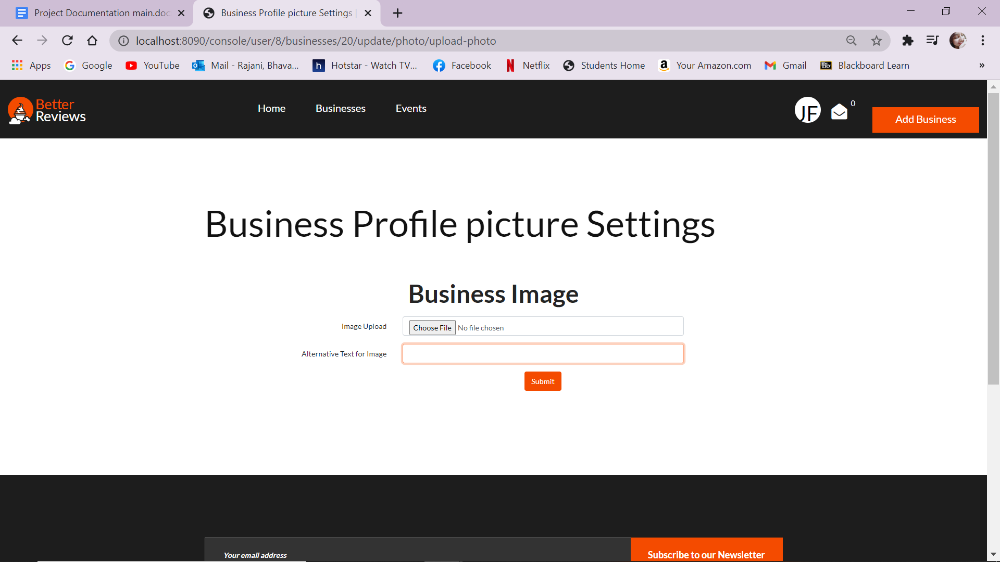 Project Documentation main.doc
Business Profile picture Settings |
localhost:8090/console/user/8/businesses/20/update/photo/upload-photo
Apps Google YouTube Mail - Rajani, Bhava... Hotstar - Watch TV... Facebook Netflix Students Home Your Amazon.com Gmail Blackboard Learn »
Better
Reviews
Home Businesses Events
JF 0 Add Business
Business Profile picture Settings
Business Image
Image Upload Choose File No file chosen
Alternative Text for Image
Submit
Your email address Subscribe to our Newsletter